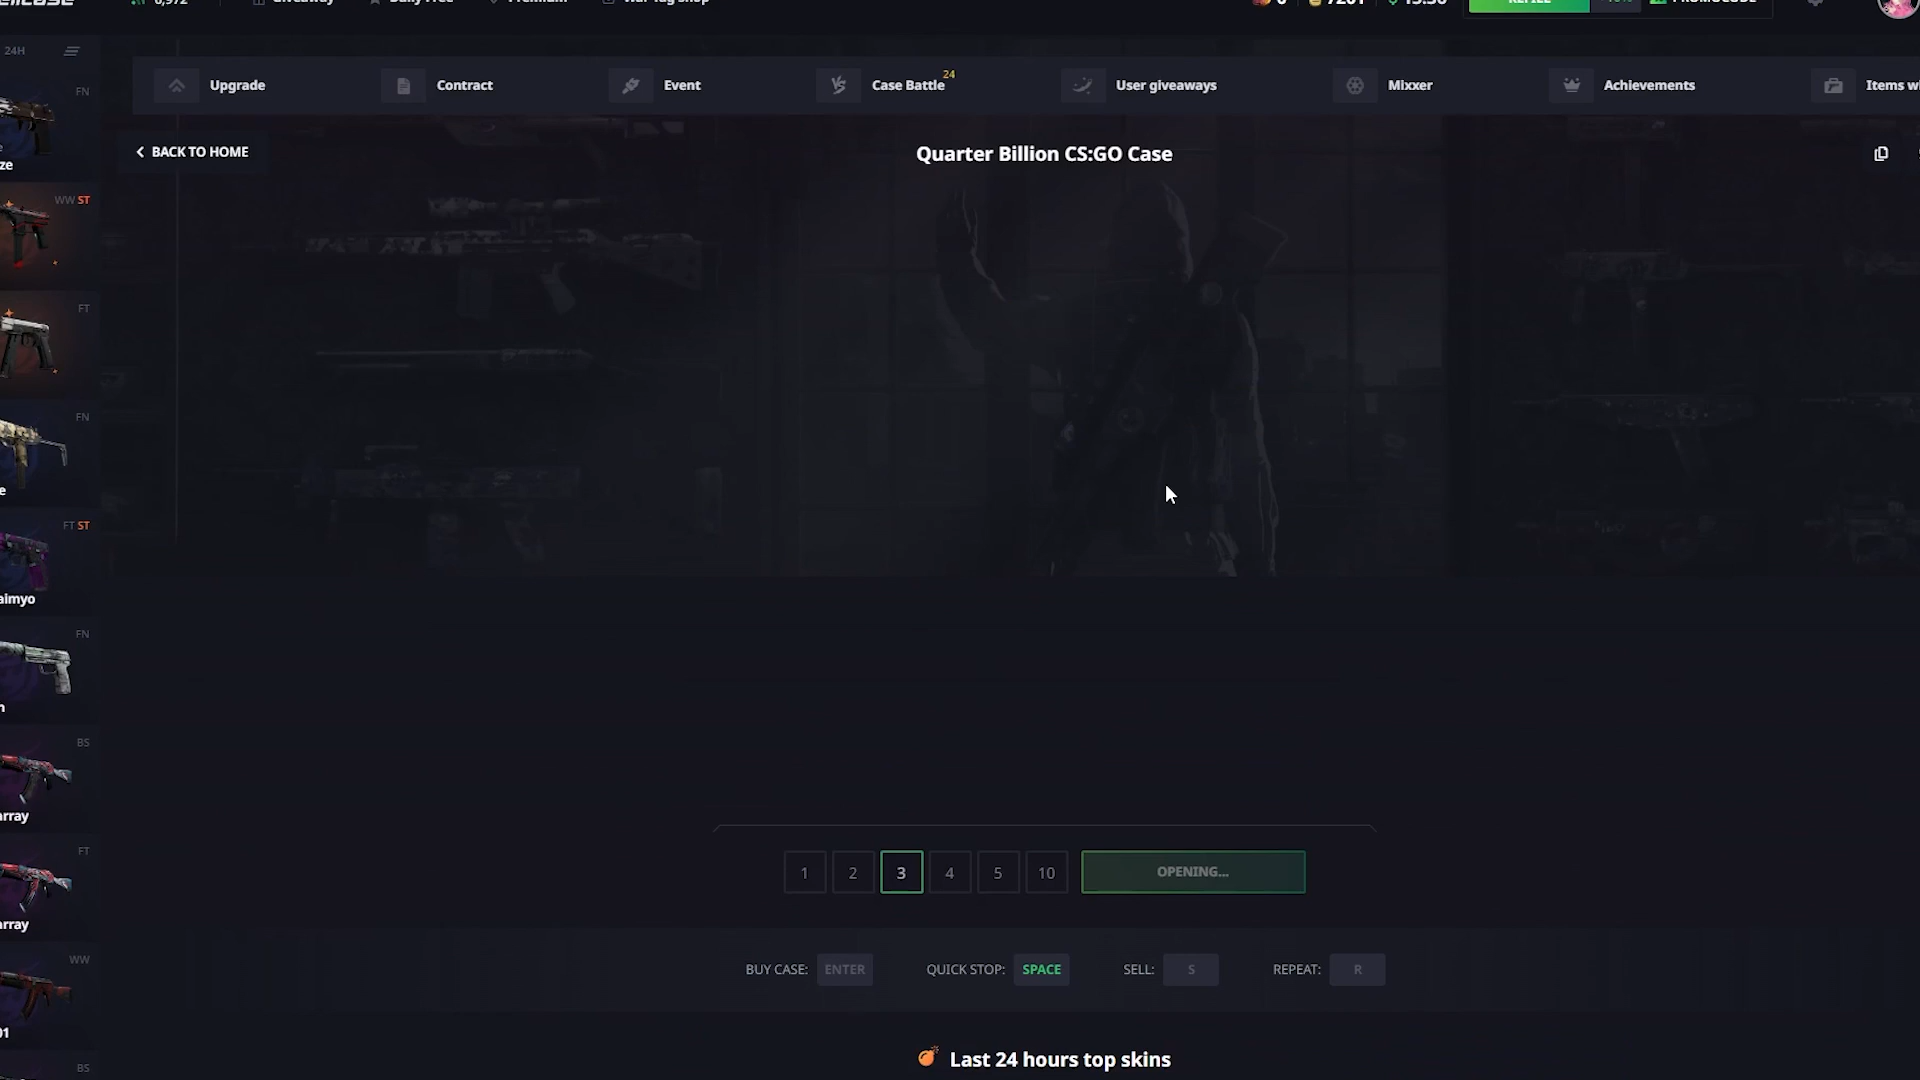 Upgrade
Contract
Event
Case Battle 24
User giveaways
Mixxer
Achievements
24H
FN
BACK TO HOME
Quarter Billion CS:GO Case
WW ST
FT
FN
FT ST
aimyo
FN
BS
array
FT
array
WW
01
BS
1
2
3
4
5
10
OPENING...
BUY CASE: ENTER
QUICK STOP: SPACE
SELL: S
REPEAT: R
Last 24 hours top skins